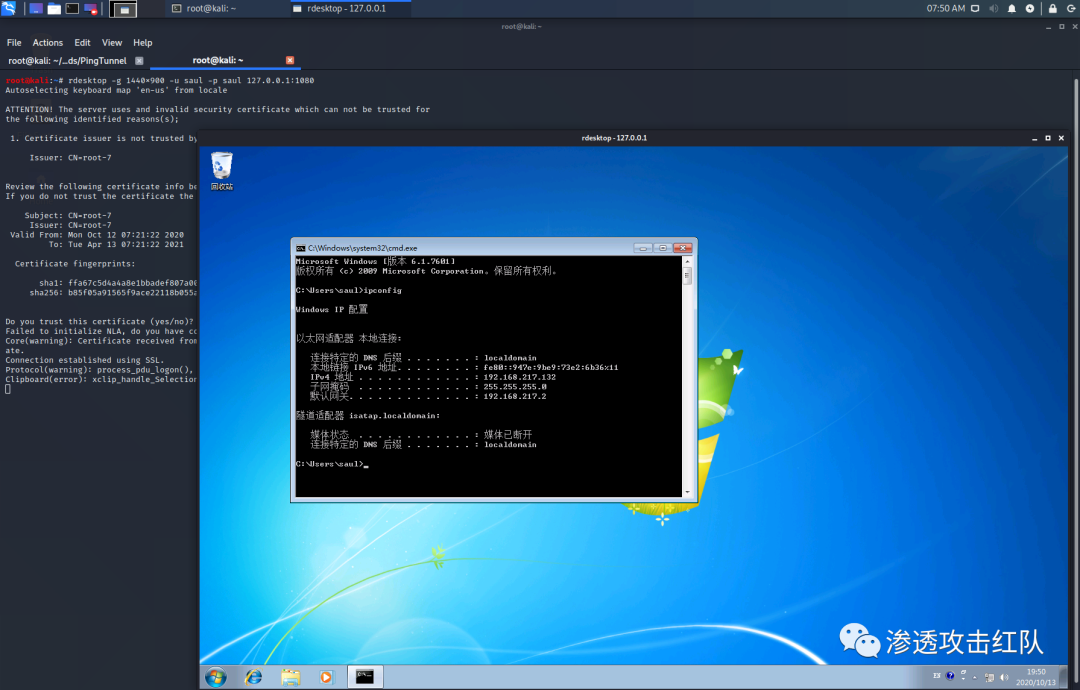 root@kali: ~
rdesktop - 127.0.0.1
07:50 AM
root@kali: ~
File Actions Edit View Help
root@kali: ~/...ds/PingTunnel
root@kali: ~
root@kali:~# rdesktop -g 1440×900 -u saul -p saul 127.0.0.1:1080
Autoselecting keyboard map 'en-us' from locale
ATTENTION! The server uses and invalid security certificate which can not be trusted for
the following identified reasons(s);
1. Certificate issuer is not trusted by
Issuer: CN=root-7
Review the following certificate info be
If you do not trust the certificate the
Subject: CN=root-7
Issuer: CN=root-7
Valid From: Mon Oct 12 07:21:22 2020
To: Tue Apr 13 07:21:22 2021
Certificate fingerprints:
sha1: ffa67c5d4a4a8e1bbadef807a00
sha256: b85f05a91565f9ace22118b055a
Do you trust this certificate (yes/no)?
Failed to initialize NLA, do you have co
Core(warning): Certificate received from
ate.
Connection established using SSL.
Protocol(warning): process_pdu_logon(),
Clipboard(error): xclip_handle_Selection
rdesktop - 127.0.0.1
回收站
C:\Windows\system32\cmd.exe
Microsoft Windows [版本 6.1.7601]
版权所有 (c) 2009 Microsoft Corporation。保留所有权利。
C:\Users\saul>ipconfig
Windows IP 配置
以太网适配器 本地连接:
连接特定的 DNS 后缀 . . . . . . . : localdomain
本地链接 IPv6 地址. . . . . . . . : fe80::947e:9be9:73e2:6b36%11
IPv4 地址 . . . . . . . . . . . . : 192.168.217.132
子网掩码 . . . . . . . . . . . . : 255.255.255.0
默认网关. . . . . . . . . . . . . : 192.168.217.2
隧道适配器 isatap.localdomain:
媒体状态 . . . . . . . . . . . . : 媒体已断开
连接特定的 DNS 后缀 . . . . . . . : localdomain
C:\Users\saul>_
渗透攻击红队
19:50
2020/10/13